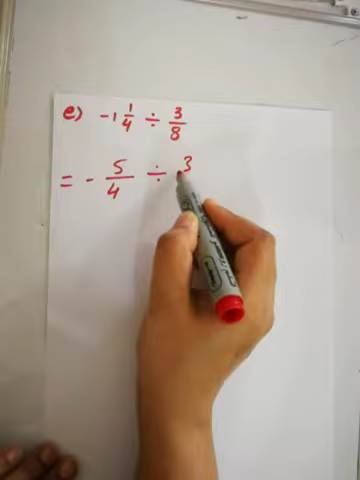 e) -1 1/4 ÷ 3/8
= - 5/4 ÷ 3